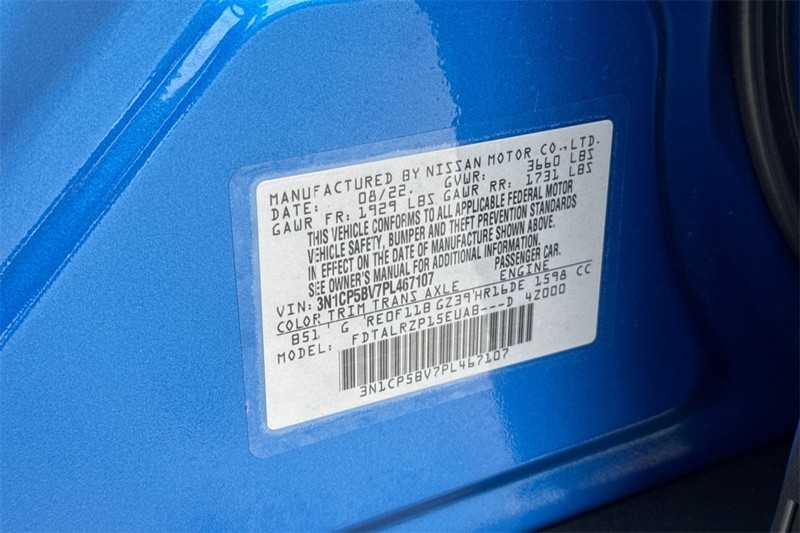 MANUFACTURED BY NISSAN MOTOR CO.,LTD.
DATE: 08/22. GVWR: 3660 LBS
GAWR FR: 1929 LBS GAWR RR: 1731 LBS
THIS VEHICLE CONFORMS TO ALL APPLICABLE FEDERAL MOTOR
VEHICLE SAFETY, BUMPER AND THEFT PREVENTION STANDARDS
IN EFFECT ON THE DATE OF MANUFACTURE SHOWN ABOVE.
SEE OWNER'S MANUAL FOR ADDITIONAL INFORMATION.
VIN: 3N1CP5BV7PL467107 PASSENGER CAR.
COLOR TRIM TRANS AXLE ENGINE
B51 ' G 'RE0F11B GZ39'HR16DE 1598 CC
MODEL: FDTALRZP15EUAB---D 4Z000
3N1CP5BV7PL467107